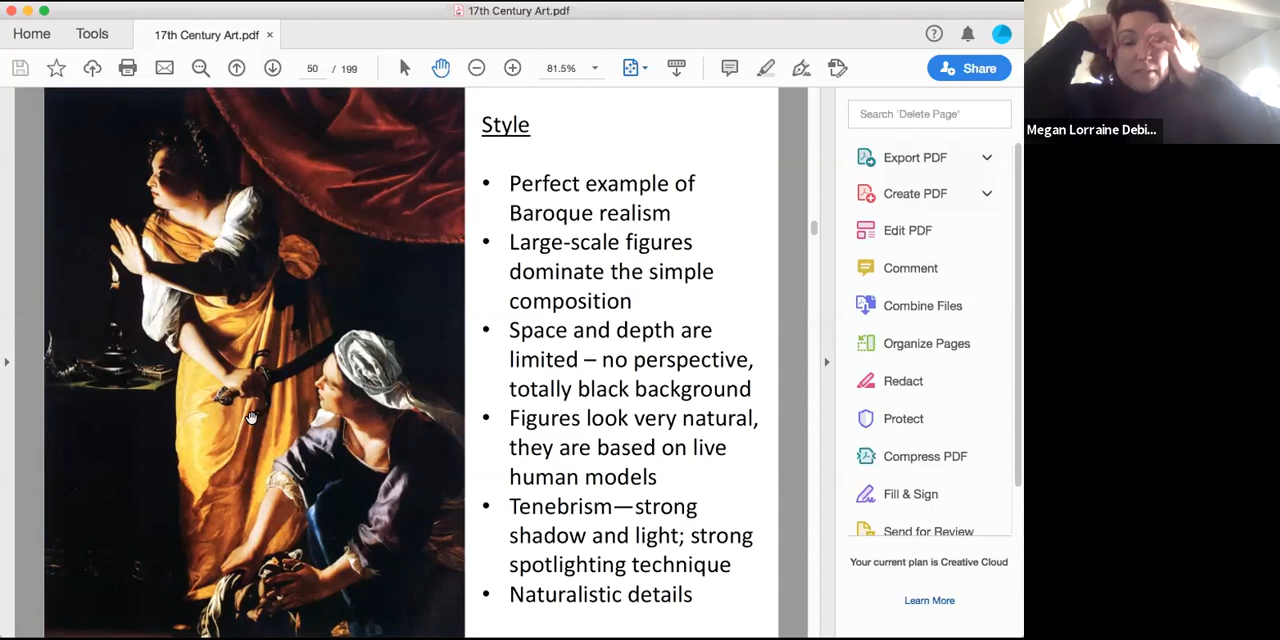 17th Century Art.pdf
Home
Tools
17th Century Art.pdf ×
50 / 199
81.5%
Share
Style
• Perfect example of
Baroque realism
• Large-scale figures
dominate the simple
composition
• Space and depth are
limited – no perspective,
totally black background
• Figures look very natural,
they are based on live
human models
• Tenebrism—strong
shadow and light; strong
spotlighting technique
• Naturalistic details
Search 'Delete Page'
Export PDF
Create PDF
Edit PDF
Comment
Combine Files
Organize Pages
Redact
Protect
Compress PDF
Fill & Sign
Send for Review
Your current plan is Creative Cloud
Learn More
Megan Lorraine Debi...